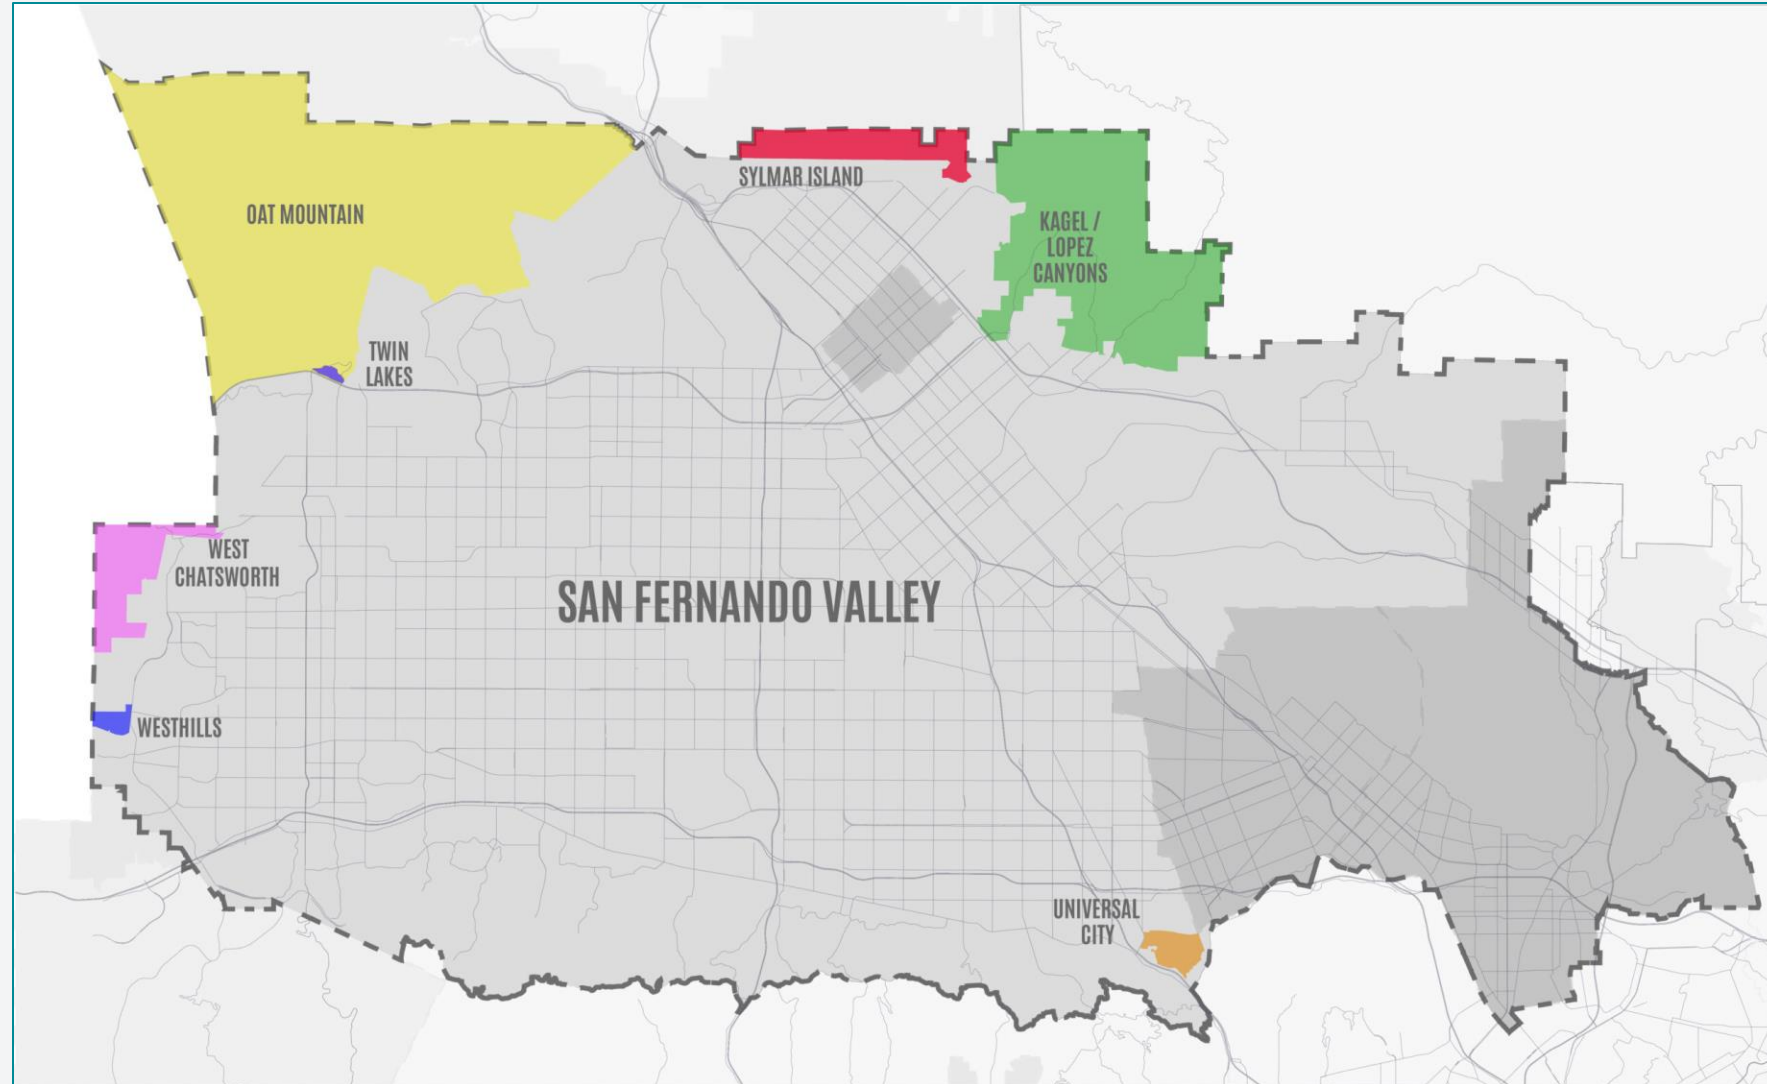 SYLMAR ISLAND
OAT MOUNTAIN
KAGEL /
LOPEZ
CANYONS
TWIN
LAKES
WEST
CHATSWORTH
SAN FERNANDO VALLEY
WESTHILLS
UNIVERSAL
CITY